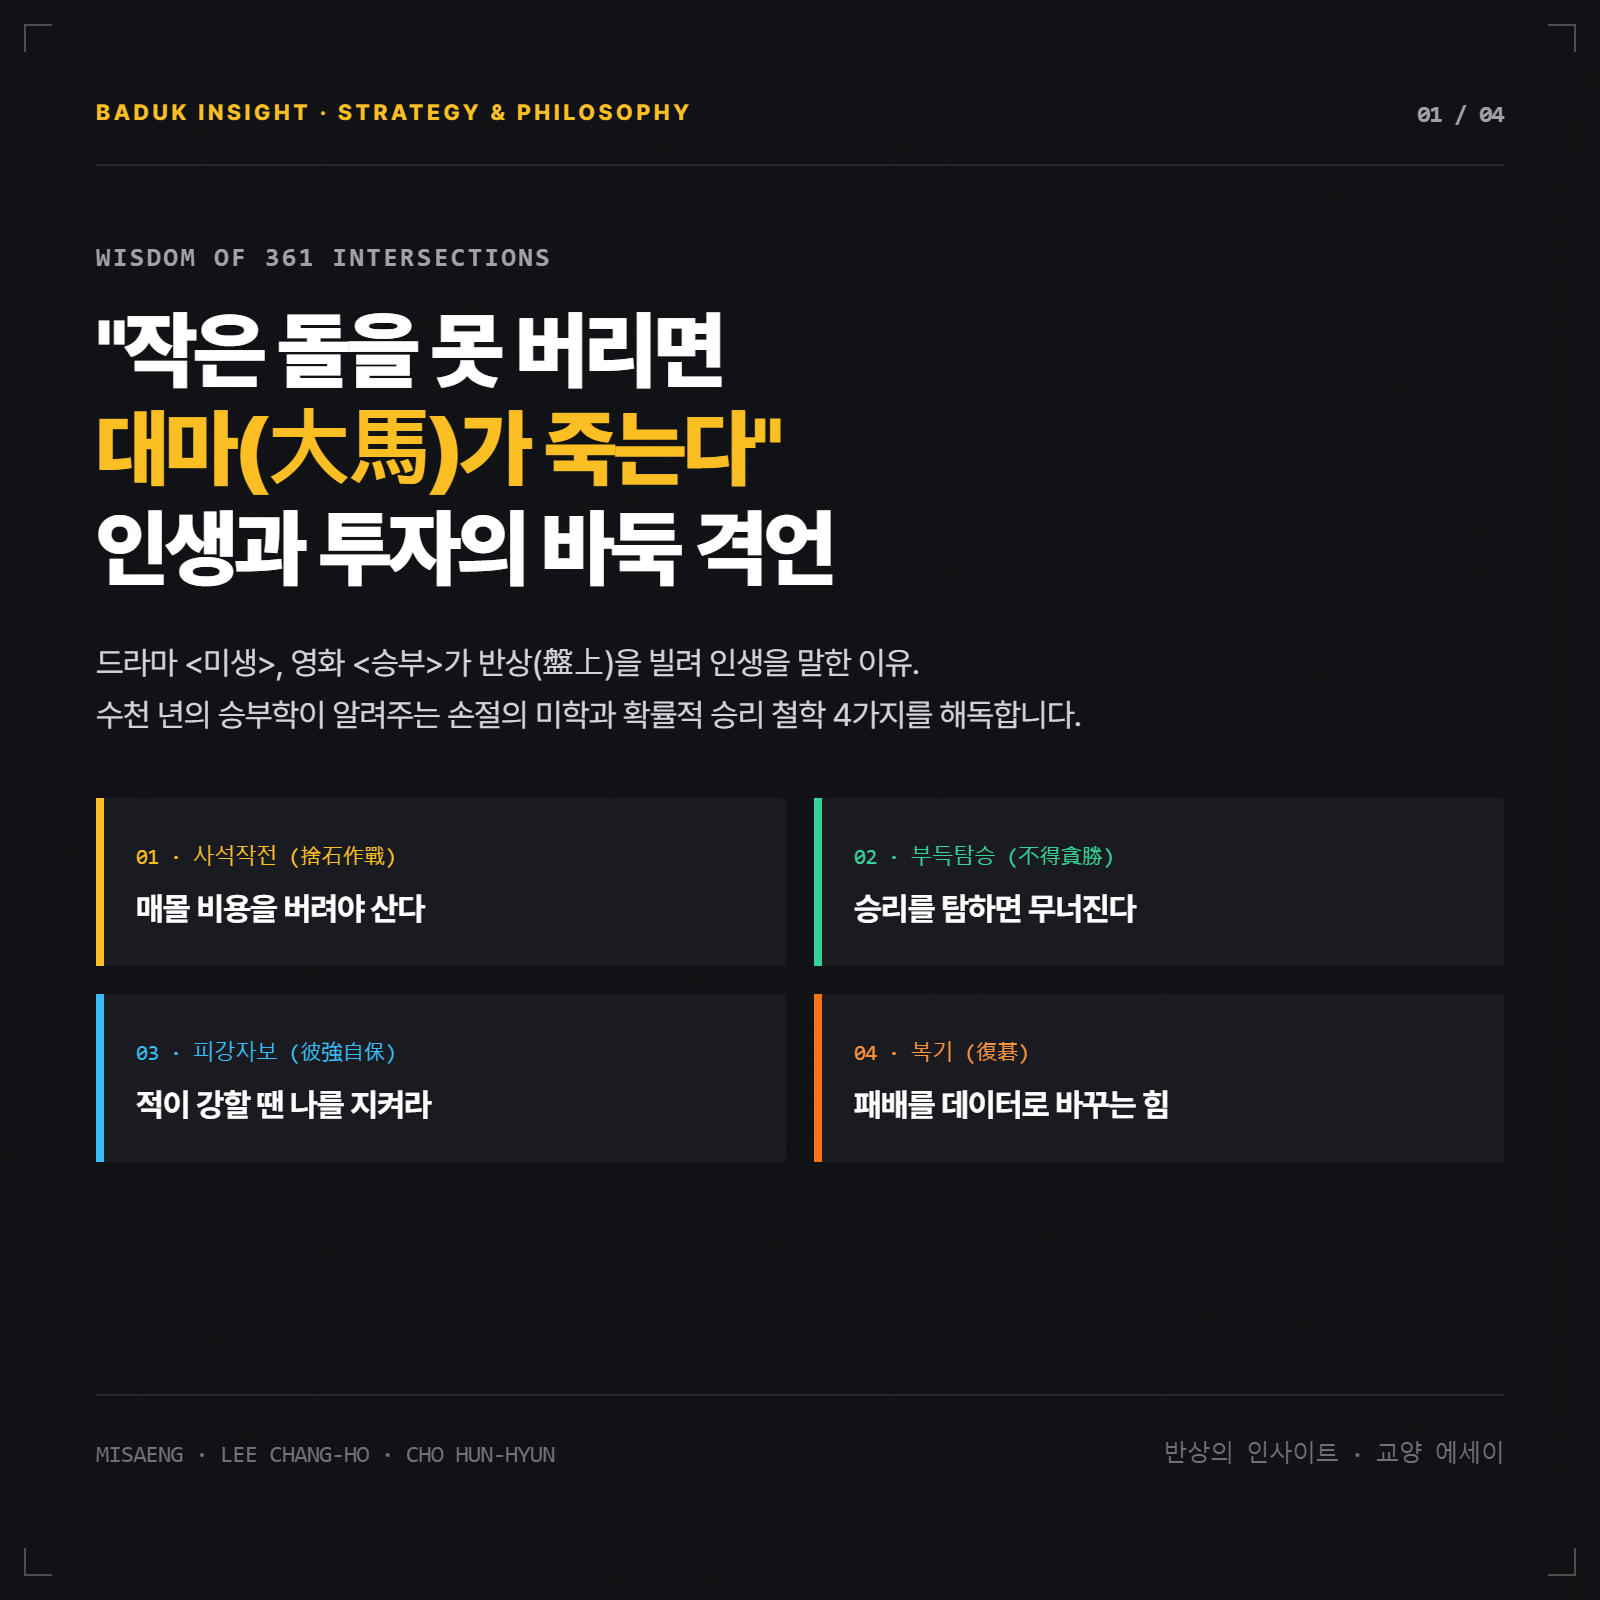 BADUK INSIGHT · STRATEGY & PHILOSOPHY
01 / 04
WISDOM OF 361 INTERSECTIONS
"작은 돌을 못 버리면
대마(大馬)가 죽는다"
인생과 투자의 바둑 격언
드라마 <미생>, 영화 <승부>가 반상(盤上)을 빌려 인생을 말한 이유.
수천 년의 승부학이 알려주는 손절의 미학과 확률적 승리 철학 4가지를 해독합니다.
01 · 사석작전 (捨石作戰)
매몰 비용을 버려야 산다
02 · 부득탐승 (不得貪勝)
승리를 탐하면 무너진다
03 · 피강자보 (彼強自保)
적이 강할 땐 나를 지켜라
04 · 복기 (復碁)
패배를 데이터로 바꾸는 힘
MISAENG · LEE CHANG-HO · CHO HUN-HYUN
반상의 인사이트 · 교양 에세이